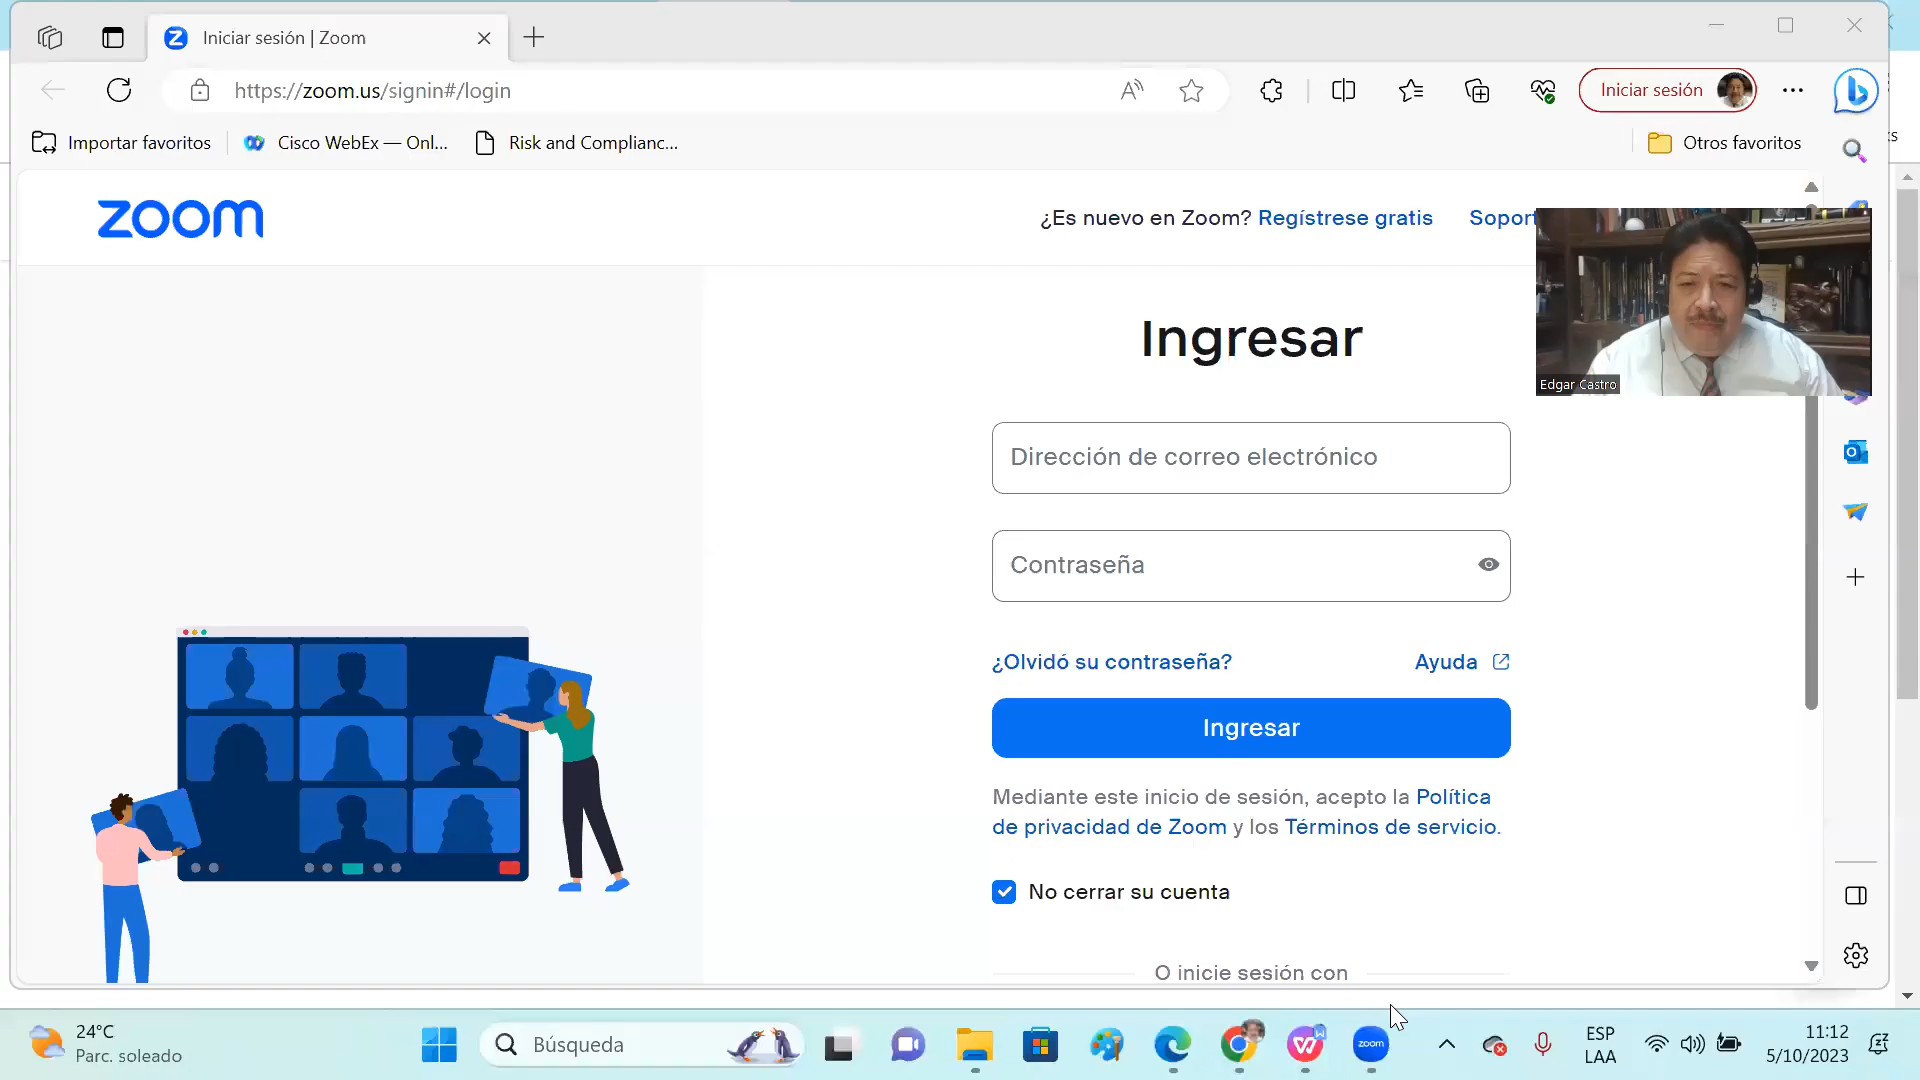 Iniciar sesión | Zoom
https://zoom.us/signin#/login
Iniciar sesión
Importar favoritos
Cisco WebEx — Onl...
Risk and Complianc...
Otros favoritos
zoom
¿Es nuevo en Zoom? Regístrese gratis
Soport
Edgar Castro
Ingresar
Dirección de correo electrónico
Contraseña
¿Olvidó su contraseña?
Ayuda
Ingresar
Mediante este inicio de sesión, acepto la Política
de privacidad de Zoom y los Términos de servicio.
No cerrar su cuenta
O inicie sesión con
24°C
Parc. soleado
Búsqueda
zoom
ESP
LAA
11:12
5/10/2023